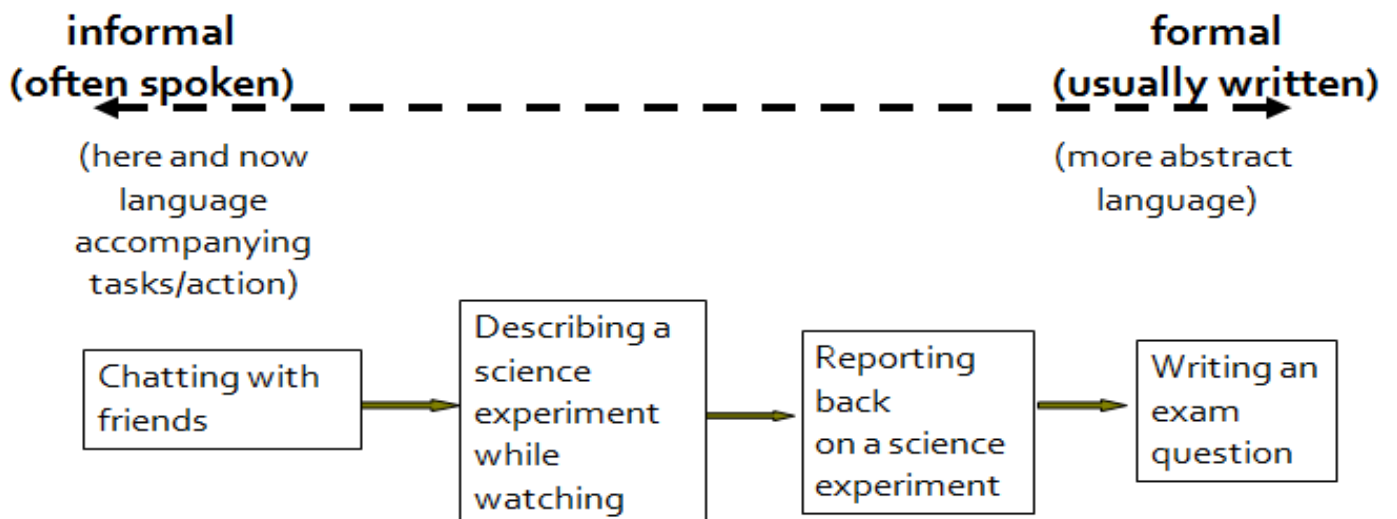 informal
(often spoken)
formal
(usually written)
(here and now
language
accompanying
tasks/action)
(more abstract
language)
Chatting with
friends
Describing a
science
experiment
while
watching
Reporting
back
on a science
experiment
Writing an
exam
question